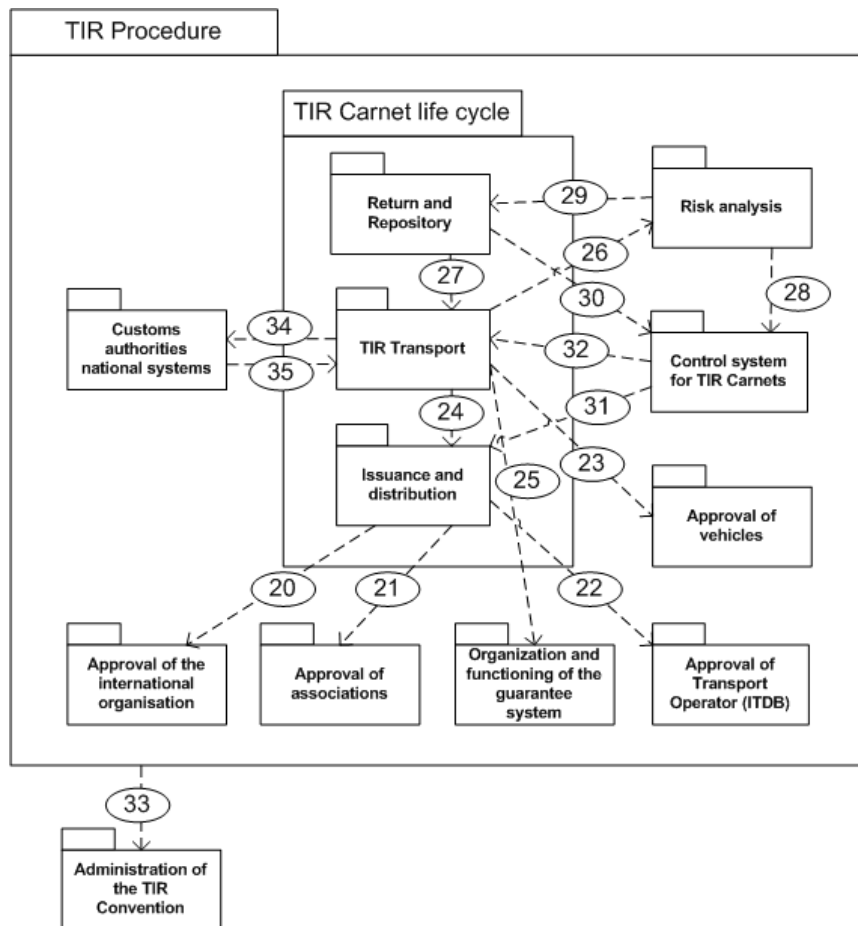 TIR Procedure
TIR Carnet life cycle
Return and
Repository
29
Risk analysis
26
27
30
28
34
Customs
authorities
national systems
35
TIR Transport
32
Control system
for TIR Carnets
31
24
23
25
Issuance and
distribution
Approval of
vehicles
20
21
22
Approval of the
international
organisation
Approval of
associations
Organization and
functioning of the
guarantee
system
Approval of
Transport
Operator (ITDB)
33
Administration of
the TIR
Convention